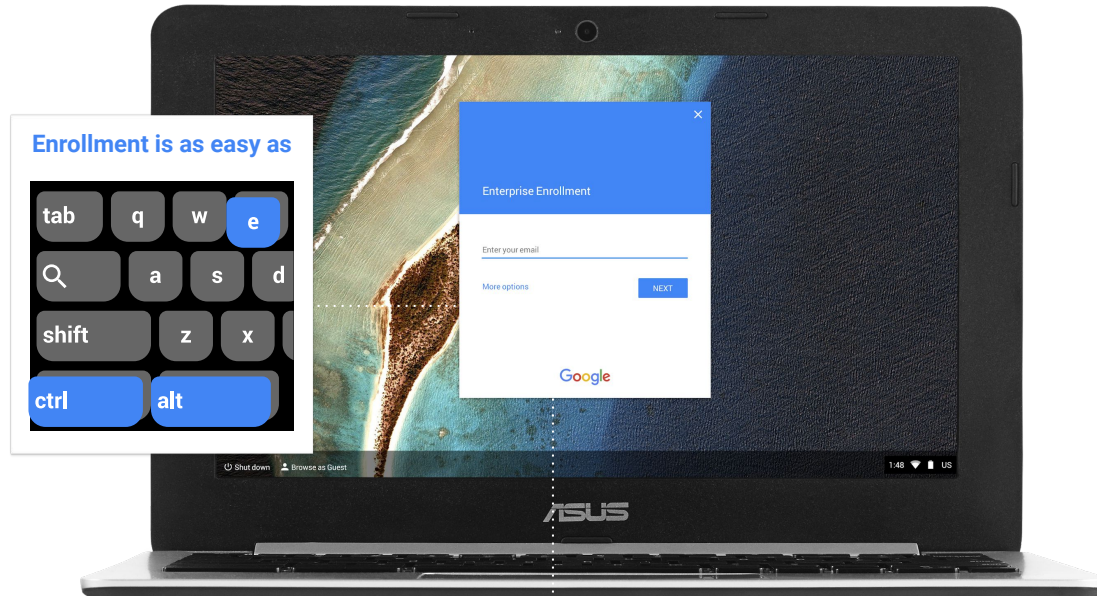 Enrollment is as easy as
tab q w e
a s d
shift z x
ctrl alt
Enterprise Enrollment
Enter your email
More options NEXT
Google
Shut down Browse as Guest
1:48 US
ASUS